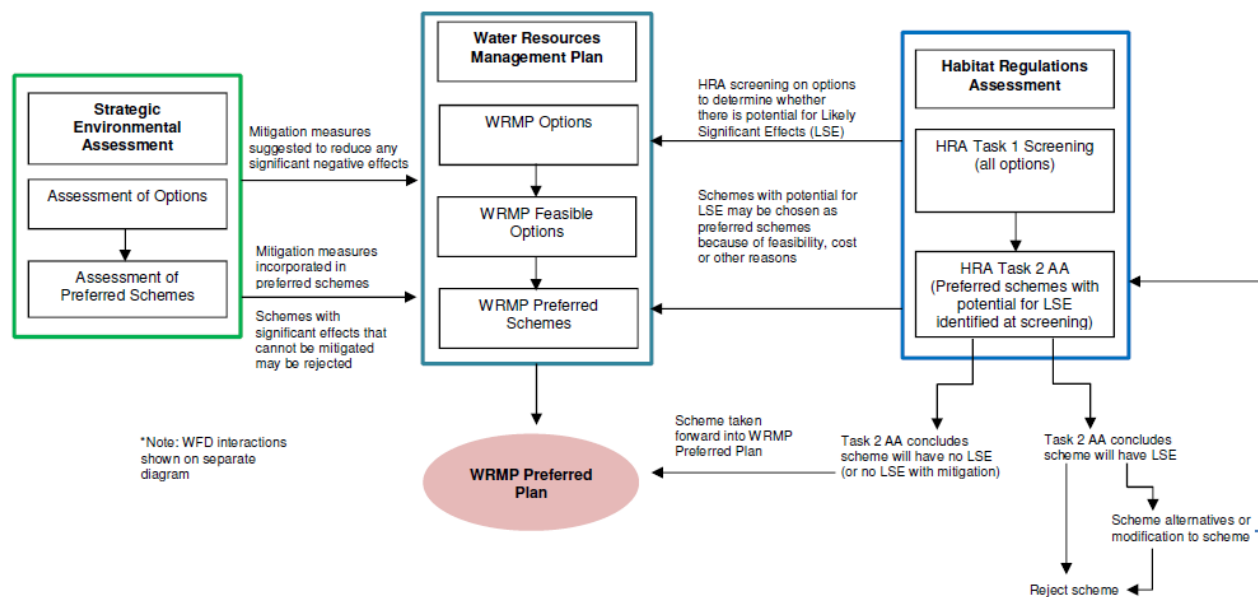 Strategic
Environmental
Assessment
Assessment of Options
Assessment of
Preferred Schemes
Mitigation measures
suggested to reduce any
significant negative effects
Mitigation measures
incorporated in
preferred schemes
Schemes with
significant effects that
cannot be mitigated
may be rejected
Water Resources
Management Plan
WRMP Options
WRMP Feasible
Options
WRMP Preferred
Schemes
HRA screening on options
to determine whether
there is potential for Likely
Significant Effects (LSE)
Schemes with potential for
LSE may be chosen as
preferred schemes
because of feasibility, cost
or other reasons
Habitat Regulations
Assessment
HRA Task 1 Screening
(all options)
HRA Task 2 AA
(Preferred schemes with
potential for LSE
identified at screening)
*Note: WFD interactions
shown on separate
diagram
WRMP Preferred
Plan
Scheme taken
forward into WRMP
Preferred Plan
Task 2 AA concludes
scheme will have no LSE
(or no LSE with mitigation)
Task 2 AA concludes
scheme will have LSE
Scheme alternatives or
modification to scheme
Reject scheme